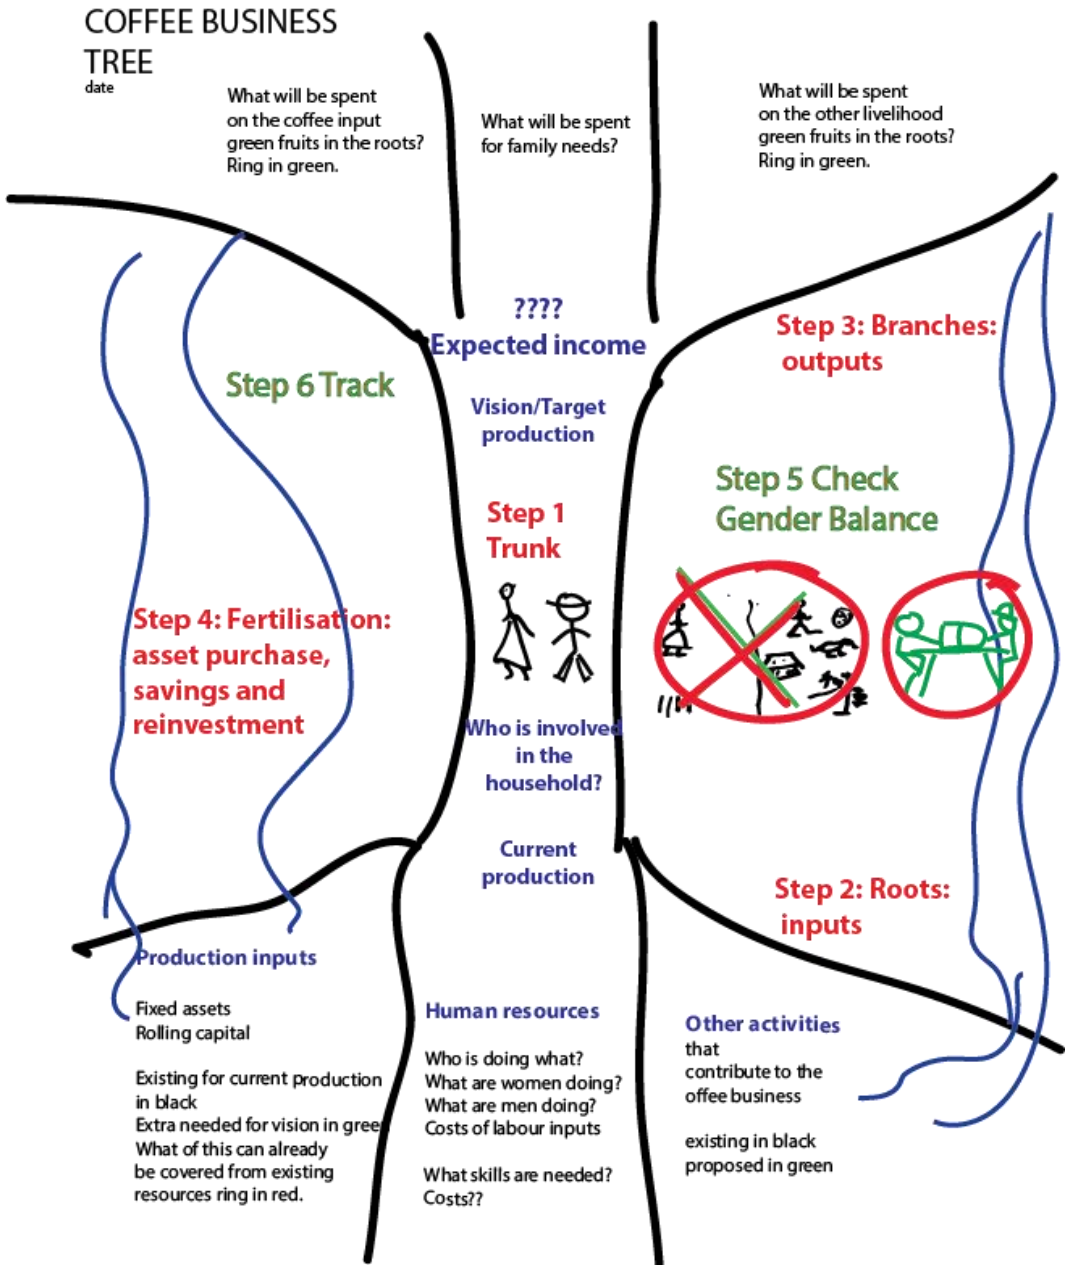 COFFEE BUSINESS
TREE
date
What will be spent
on the coffee input
green fruits in the roots?
Ring in green.
What will be spent
for family needs?
What will be spent
on the other livelihood
green fruits in the roots?
Ring in green.
????
Expected income
Vision/Target
production
Step 3: Branches:
outputs
Step 6 Track
Step 5 Check
Gender Balance
Step 1
Trunk
Step 4: Fertilisation:
asset purchase,
savings and
reinvestment
Who is involved
in the
household?
Current
production
Step 2: Roots:
inputs
Production inputs
Fixed assets
Rolling capital
Existing for current production
in black
Extra needed for vision in gree
What of this can already
be covered from existing
resources ring in red.
Human resources
Who is doing what?
What are women doing?
What are men doing?
Costs of labour inputs
What skills are needed?
Costs??
Other activities
that
contribute to the
offee business
existing in black
proposed in green